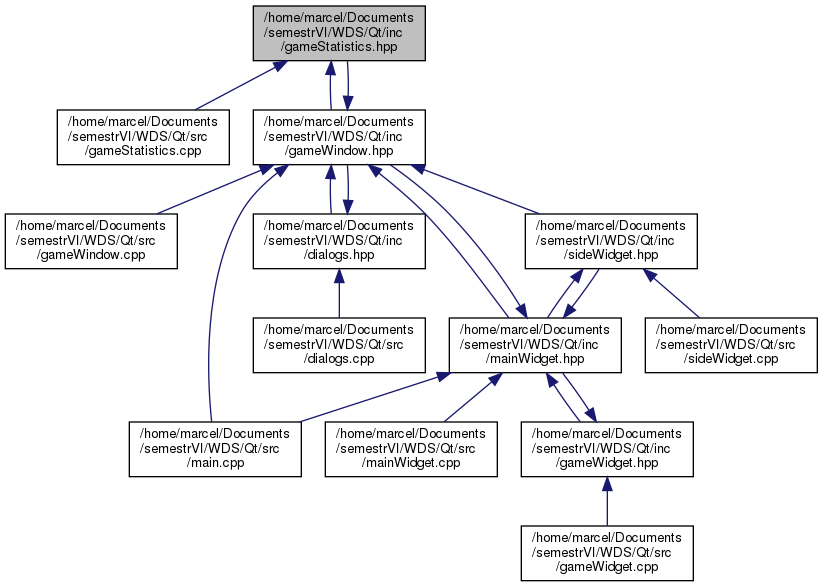 /home/marcel/Documents
/semestrVI/WDS/Qt/inc
/gameStatistics.hpp
/home/marcel/Documents
/semestrVI/WDS/Qt/src
/gameStatistics.cpp
/home/marcel/Documents
/semestrVI/WDS/Qt/inc
/gameWindow.hpp
/home/marcel/Documents
/semestrVI/WDS/Qt/src
/gameWindow.cpp
/home/marcel/Documents
/semestrVI/WDS/Qt/inc
/dialogs.hpp
/home/marcel/Documents
/semestrVI/WDS/Qt/inc
/sideWidget.hpp
/home/marcel/Documents
/semestrVI/WDS/Qt/src
/dialogs.cpp
/home/marcel/Documents
/semestrVI/WDS/Qt/inc
/mainWidget.hpp
/home/marcel/Documents
/semestrVI/WDS/Qt/src
/sideWidget.cpp
/home/marcel/Documents
/semestrVI/WDS/Qt/src
/main.cpp
/home/marcel/Documents
/semestrVI/WDS/Qt/src
/mainWidget.cpp
/home/marcel/Documents
/semestrVI/WDS/Qt/inc
/gameWidget.hpp
/home/marcel/Documents
/semestrVI/WDS/Qt/src
/gameWidget.cpp